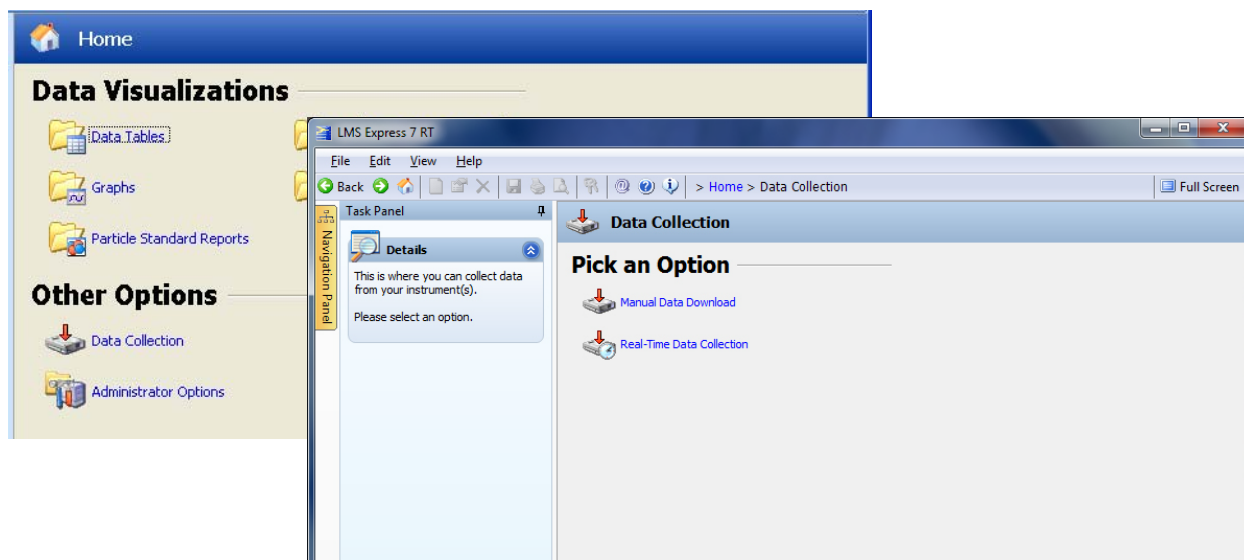 Home
Data Visualizations
Data Tables
Graphs
Particle Standard Reports
Other Options
Data Collection
Administrator Options
LMS Express 7 RT
File Edit View Help
Back > Home > Data Collection Full Screen
Navigation Panel
Task Panel
Details
This is where you can collect data
from your instrument(s).
Please select an option.
Data Collection
Pick an Option
Manual Data Download
Real-Time Data Collection